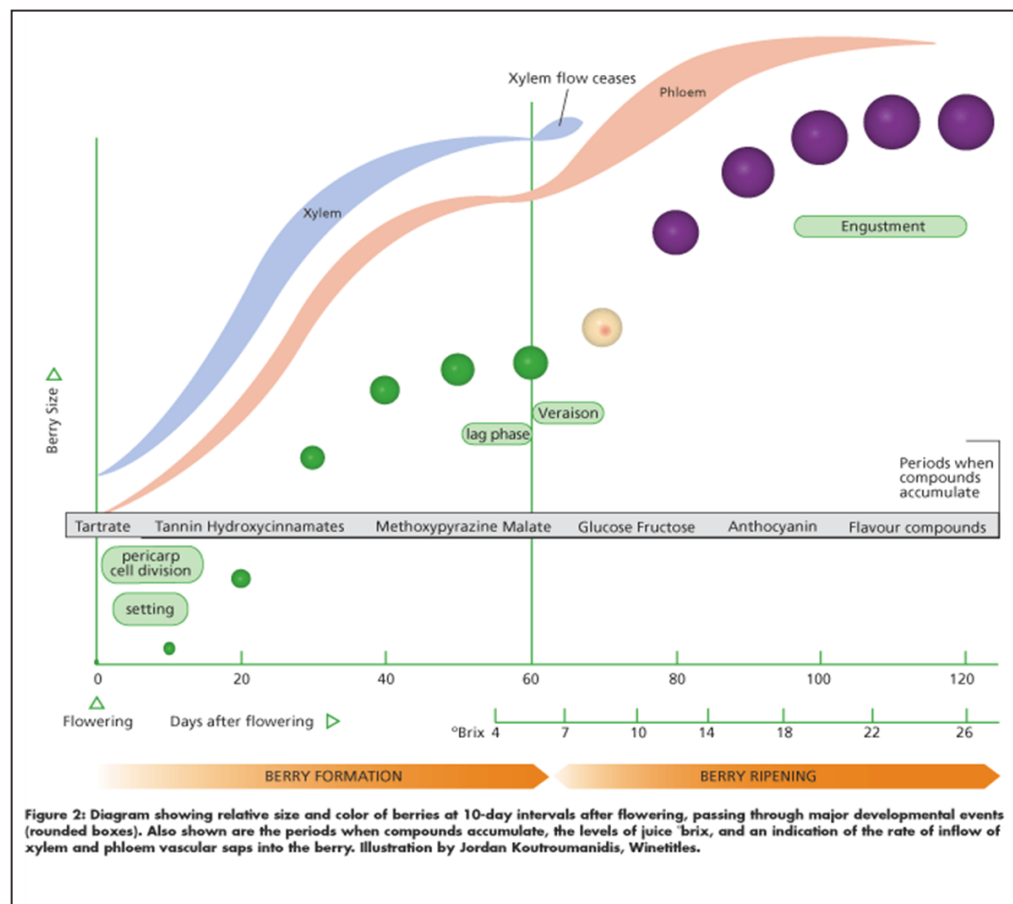 Xylem flow ceases
Phloem
Xylem
Engustment
Berry Size
Veraison
lag phase
Periods when
compounds
accumulate
Tartrate Tannin Hydroxycinnamates Methoxypyrazine Malate Glucose Fructose Anthocyanin Flavour compounds
pericarp
cell division
setting
0 20 40 60 80 100 120
Flowering Days after flowering
°Brix 4 7 10 14 18 22 26
BERRY FORMATION BERRY RIPENING
Figure 2: Diagram showing relative size and color of berries at 10-day intervals after flowering, passing through major developmental events
(rounded boxes). Also shown are the periods when compounds accumulate, the levels of juice °brix, and an indication of the rate of inflow of
xylem and phloem vascular saps into the berry. Illustration by Jordan Koutroumanidis, Winetitles.